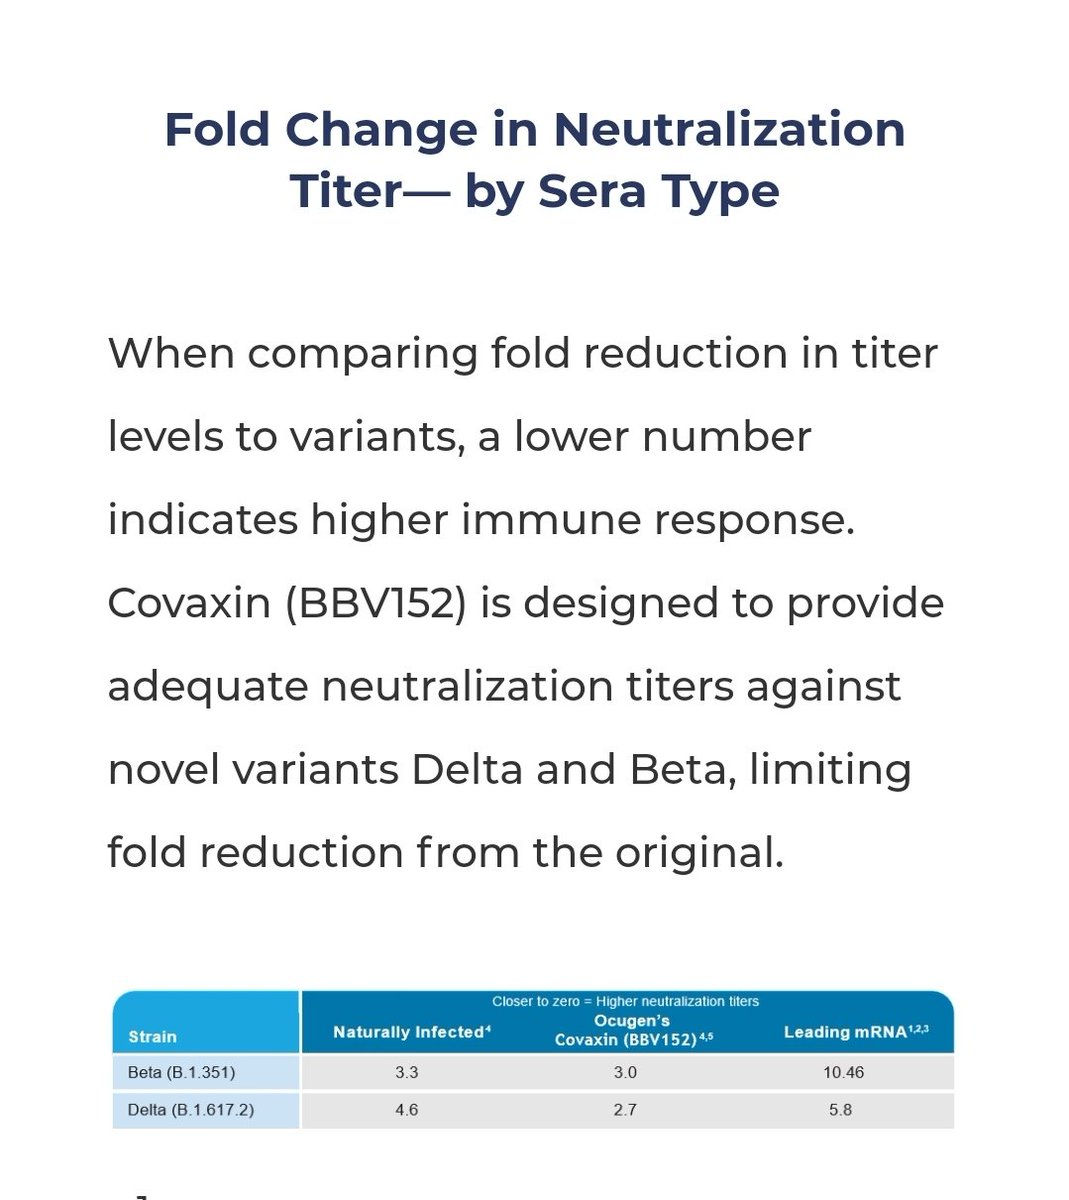 Fold Change in Neutralization
Titer— by Sera Type
When comparing fold reduction in titer
levels to variants, a lower number
indicates higher immune response.
Covaxin (BBV152) is designed to provide
adequate neutralization titers against
novel variants Delta and Beta, limiting
fold reduction from the original.
Closer to zero = Higher neutralization titers
Strain Naturally Infected⁴ Ocugen's Covaxin (BBV152)⁴,⁵ Leading mRNA¹,²,³
Beta (B.1.351) 3.3 3.0 10.46
Delta (B.1.617.2) 4.6 2.7 5.8